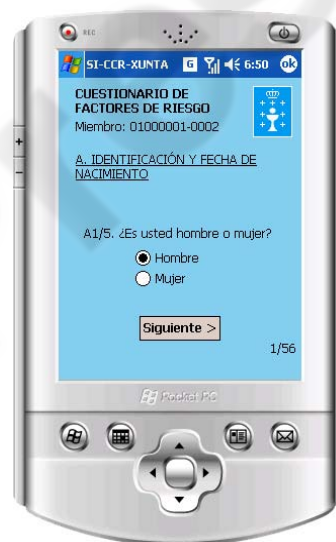 REC
SI-CCR-XUNTA G 6:50 ok
CUESTIONARIO DE
FACTORES DE RIESGO
Miembro: 01000001-0002
A. IDENTIFICACIÓN Y FECHA DE
NACIMIENTO
A1/5. ¿Es usted hombre o mujer?
Hombre
Mujer
Siguiente >
1/56
Pocket PC
+
-